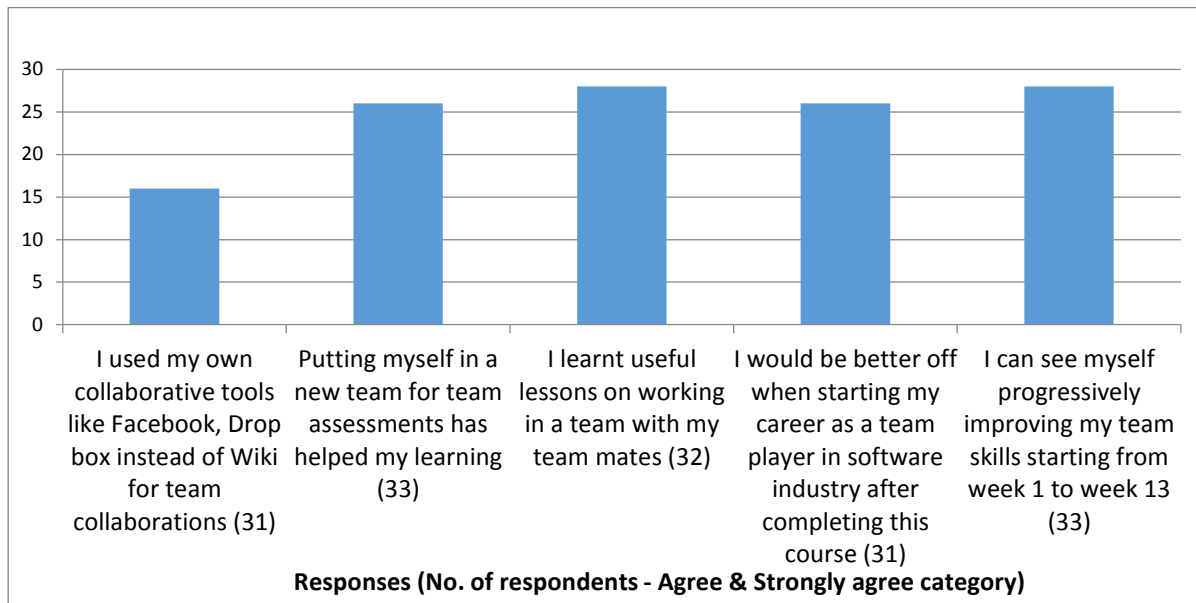 30
25
20
15
10
5
0
I used my own
collaborative tools
like Facebook, Drop
box instead of Wiki
for team
collaborations (31)
Putting myself in a
new team for team
assessments has
helped my learning
(33)
I learnt useful
lessons on working
in a team with my
team mates (32)
I would be better off
when starting my
career as a team
player in software
industry after
completing this
course (31)
I can see myself
progressively
improving my team
skills starting from
week 1 to week 13
(33)
Responses (No. of respondents - Agree & Strongly agree category)